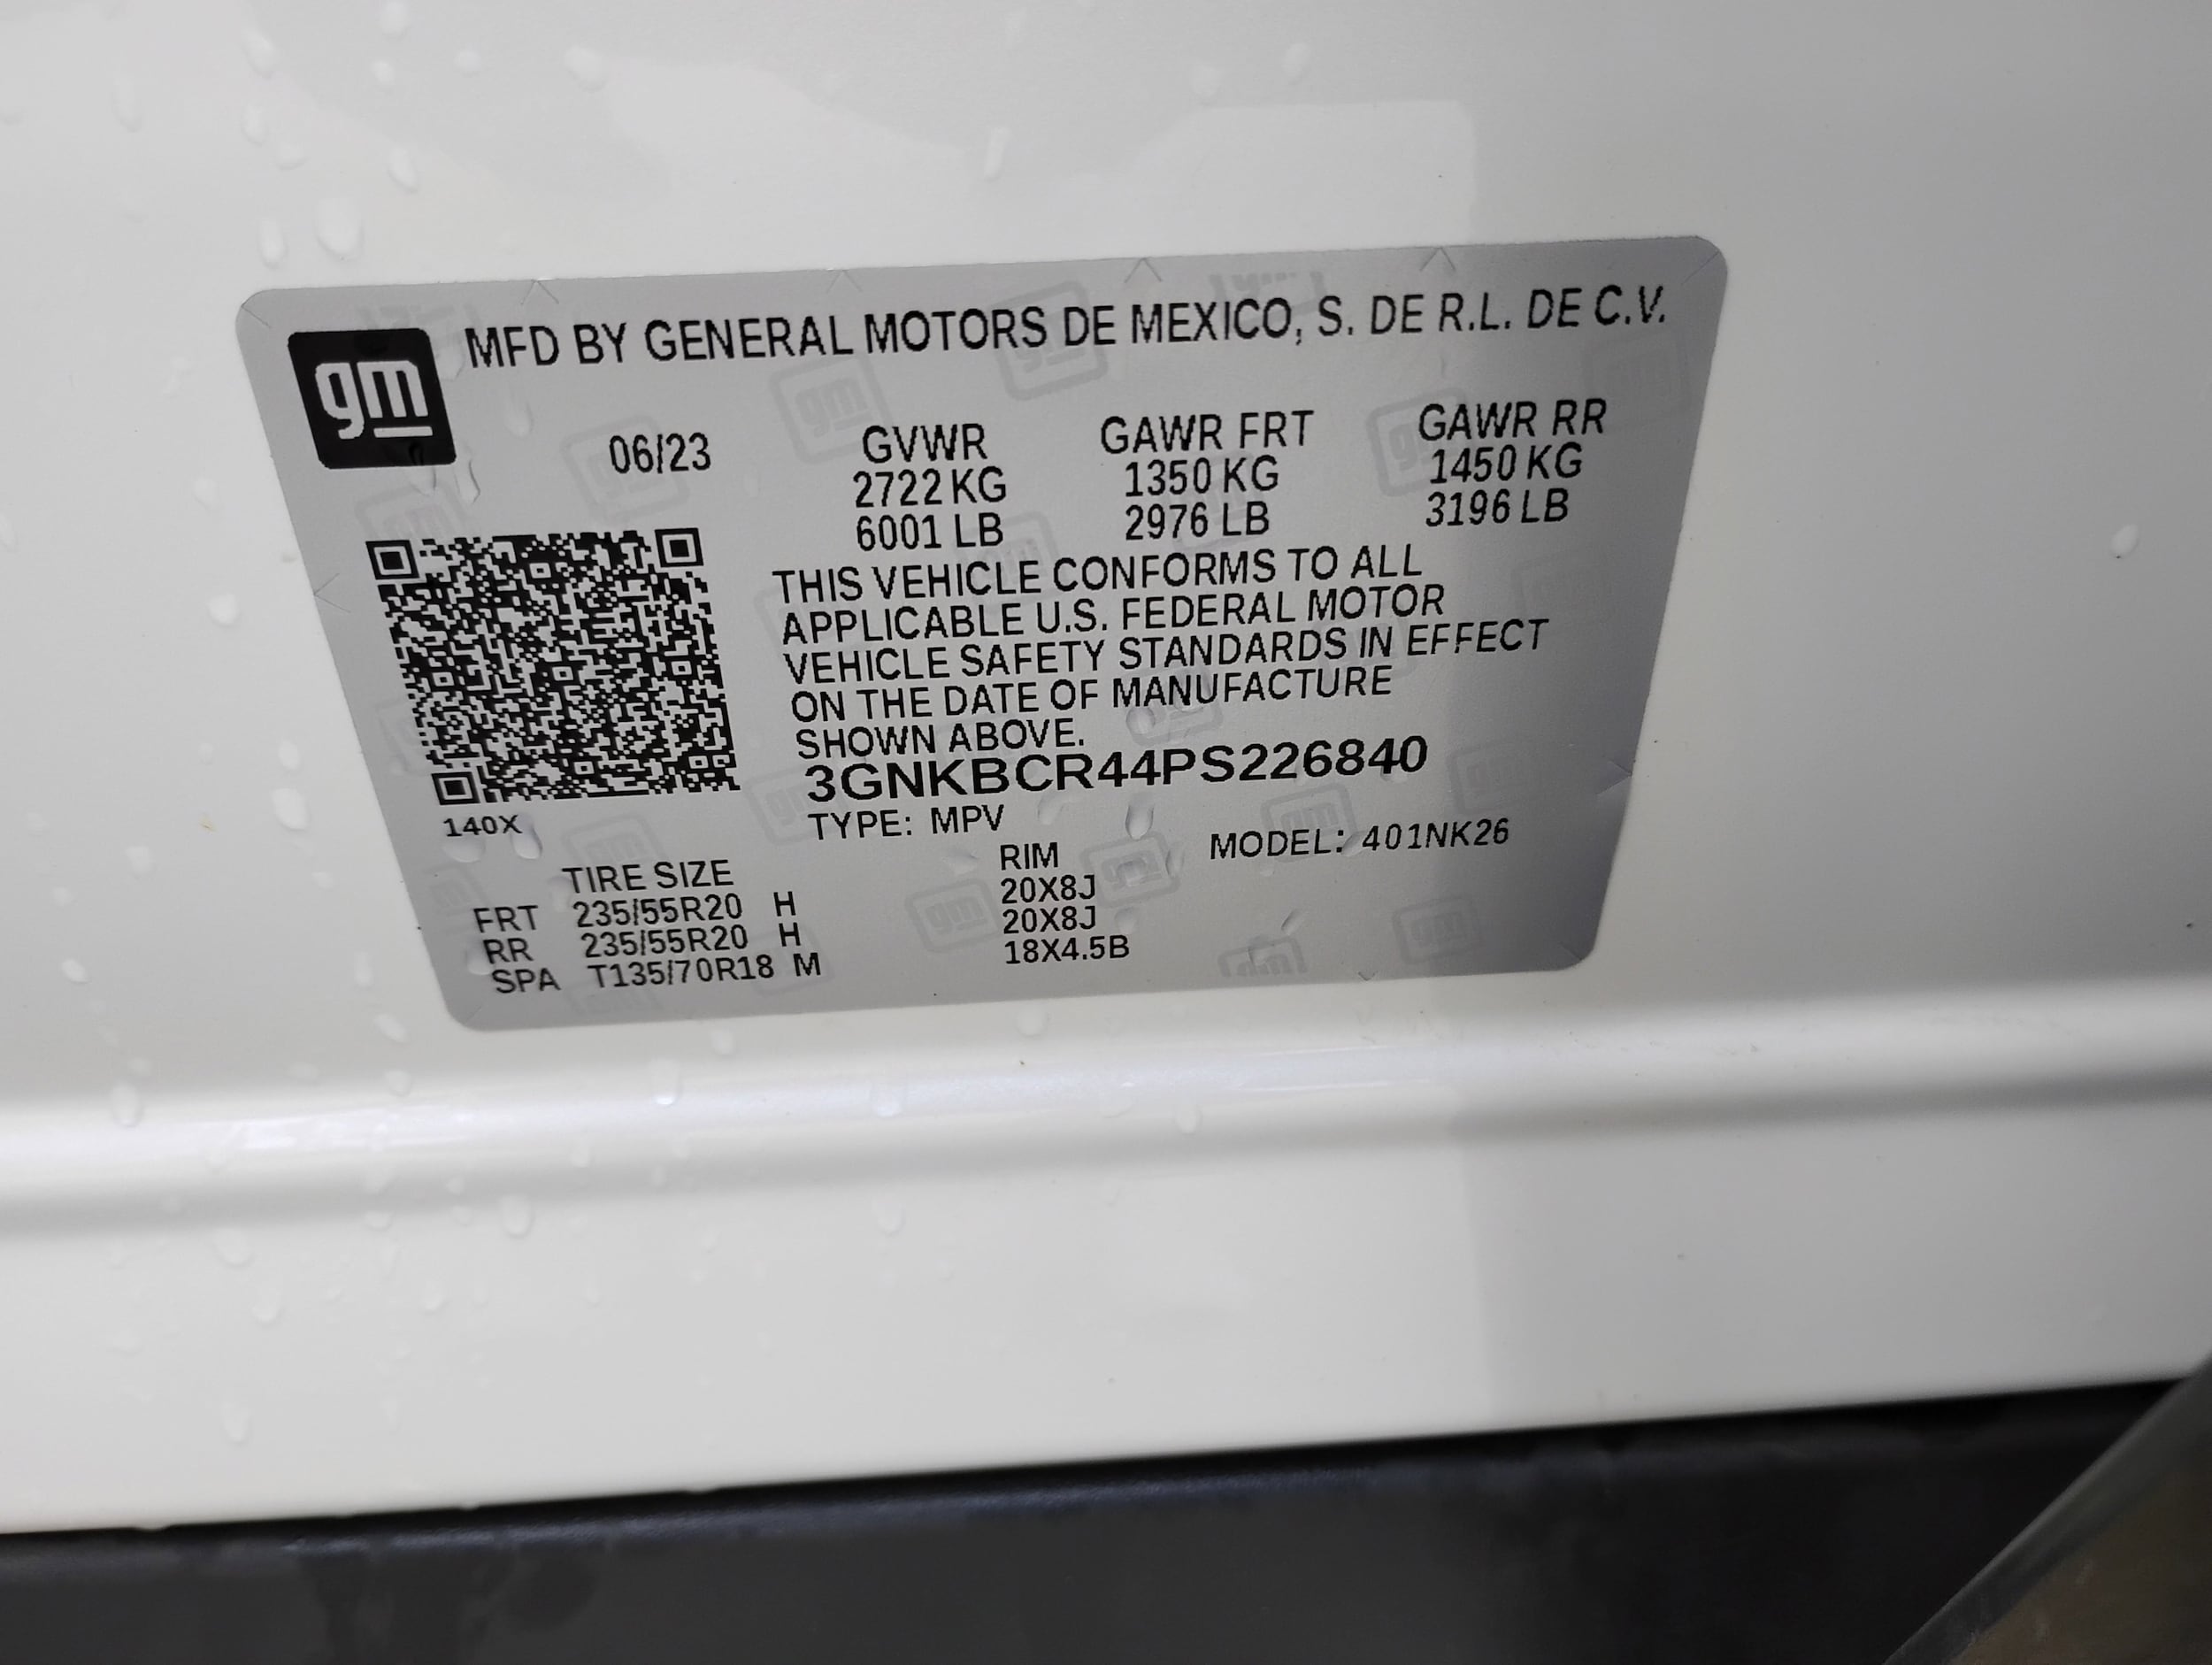 gm MFD BY GENERAL MOTORS DE MEXICO, S. DE R.L. DE C.V.
06/23 GVWR GAWR FRT GAWR RR
2722 KG 1350 KG 1450 KG
6001 LB 2976 LB 3196 LB
THIS VEHICLE CONFORMS TO ALL
APPLICABLE U.S. FEDERAL MOTOR
VEHICLE SAFETY STANDARDS IN EFFECT
ON THE DATE OF MANUFACTURE
SHOWN ABOVE.
3GNKBCR44PS226840
140X TYPE: MPV MODEL: 401NK26
TIRE SIZE RIM
FRT 235/55R20 H 20X8J
RR 235/55R20 H 20X8J
SPA T135/70R18 M 18X4.5B